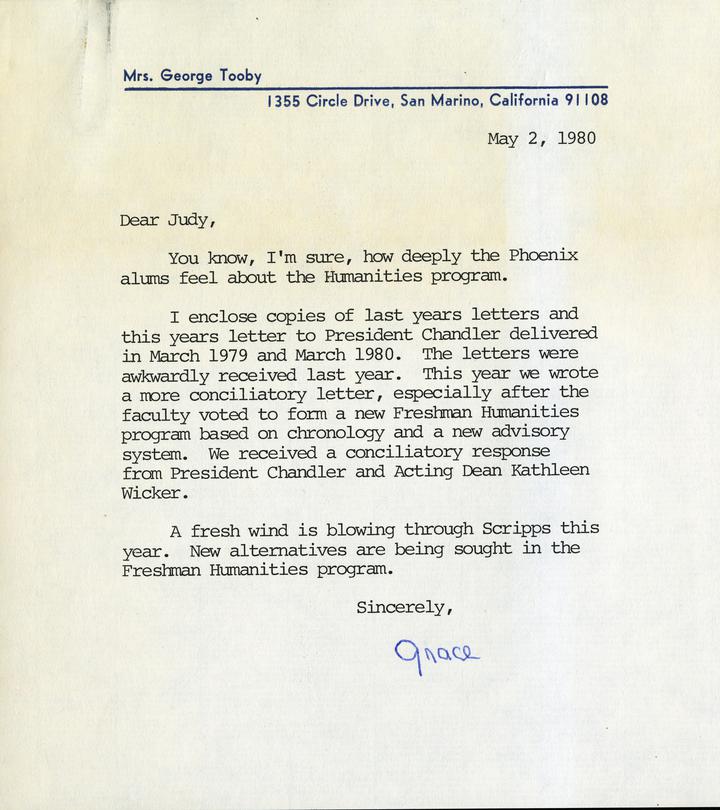 Mrs. George Tooby
1355 Circle Drive, San Marino, California 91108
May 2, 1980
Dear Judy,
You know, I'm sure, how deeply the Phoenix
alums feel about the Humanities program.
I enclose copies of last years letters and
this years letter to President Chandler delivered
in March 1979 and March 1980. The letters were
awkwardly received last year. This year we wrote
a more conciliatory letter, especially after the
faculty voted to form a new Freshman Humanities
program based on chronology and a new advisory
system. We received a conciliatory response
from President Chandler and Acting Dean Kathleen
Wicker.
A fresh wind is blowing through Scripps this
year. New alternatives are being sought in the
Freshman Humanities program.
Sincerely,
Grace